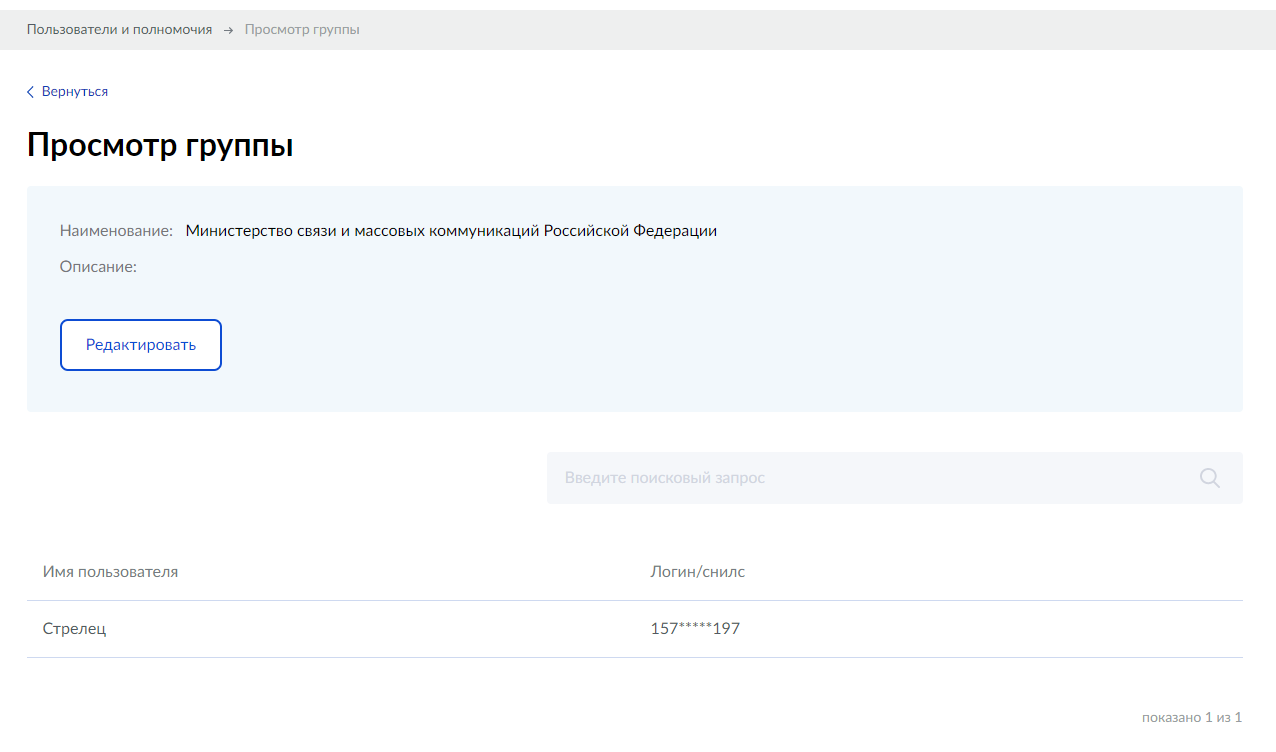 Пользователи и полномочия → Просмотр группы
Вернуться
Просмотр группы
Наименование: Министерство связи и массовых коммуникаций Российской Федерации
Описание:
Редактировать
Введите поисковый запрос
Имя пользователя Логин/снилс
Стрелец 157*****197
показано 1 из 1